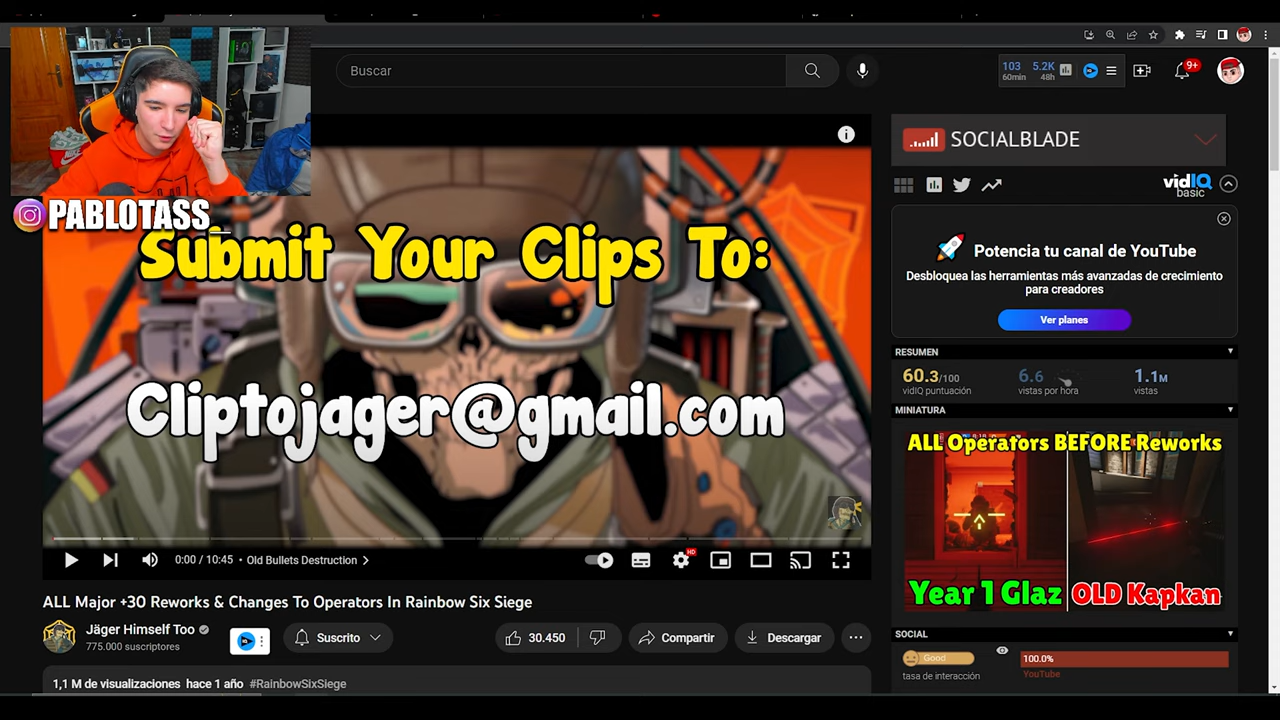 Buscar
103
60min
5.2K
48h
9+
PABLOTASS_
Submit Your Clips To:
Cliptojager@gmail.com
0:00 / 10:45 • Old Bullets Destruction
HD
ALL Major +30 Reworks & Changes To Operators In Rainbow Six Siege
Jäger Himself Too
775.000 suscriptores
Suscrito
30.450
Compartir
Descargar
1,1 M de visualizaciones hace 1 año #RainbowSixSiege
SOCIALBLADE
vidIQ
basic
Potencia tu canal de YouTube
Desbloquea las herramientas más avanzadas de crecimiento
para creadores
Ver planes
RESUMEN
60.3/100
vidIQ puntuación
6.6
vistas por hora
1.1M
vistas
MINIATURA
ALL Operators BEFORE Reworks
Year 1 Glaz
OLD Kapkan
SOCIAL
Good
tasa de interacción
100.0%
YouTube